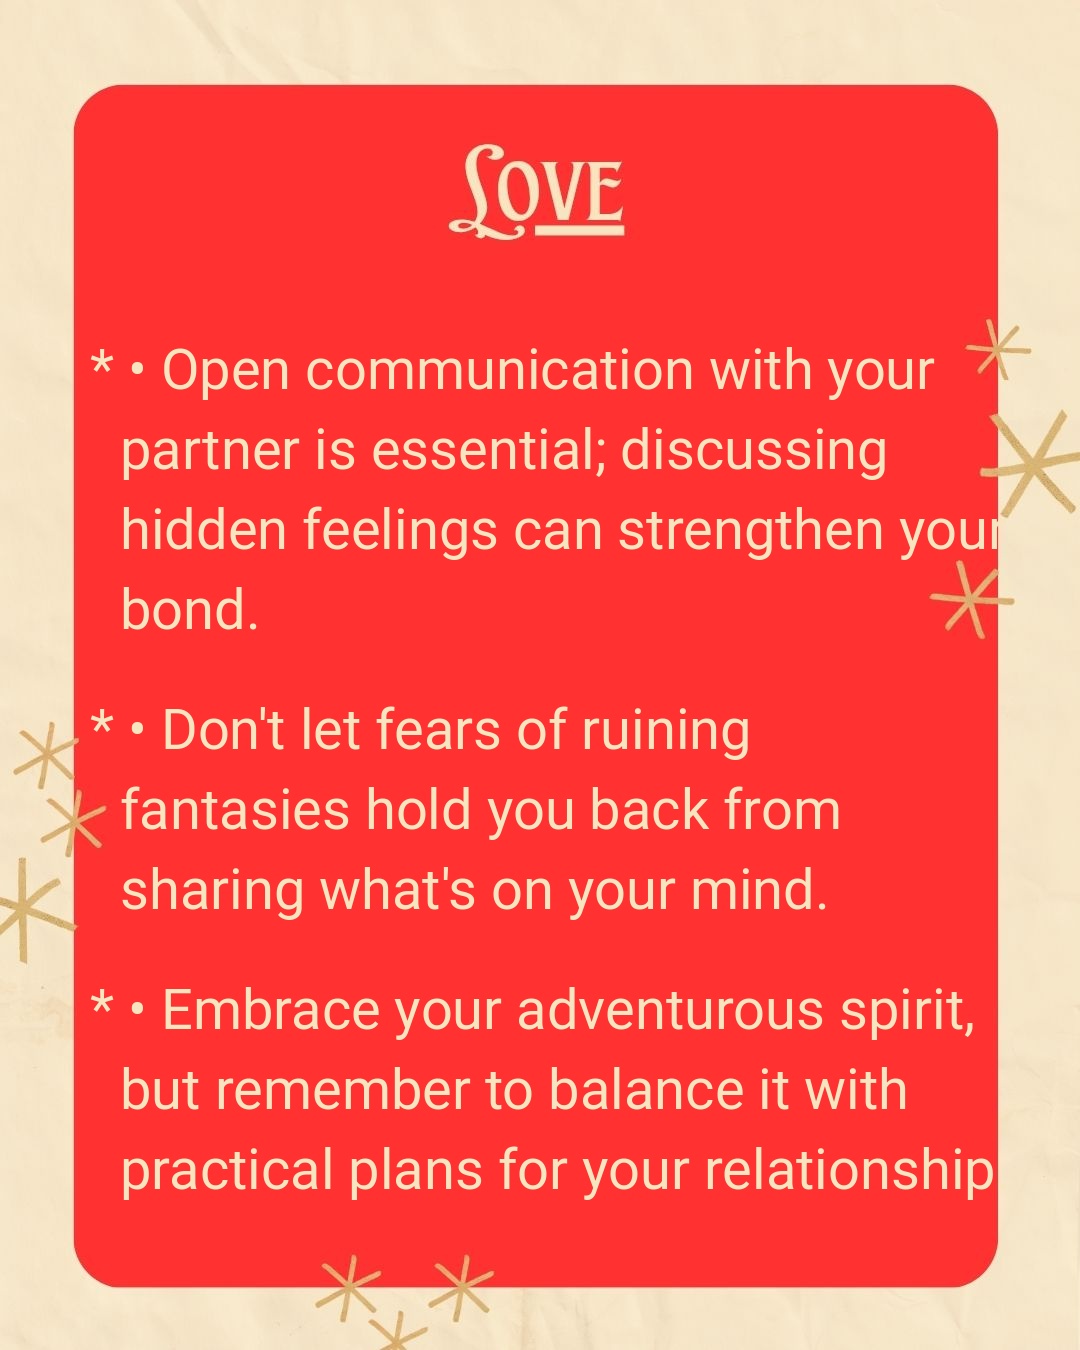 Love
* • Open communication with your
partner is essential; discussing
hidden feelings can strengthen your
bond.
* • Don't let fears of ruining
fantasies hold you back from
sharing what's on your mind.
* • Embrace your adventurous spirit,
but remember to balance it with
practical plans for your relationship